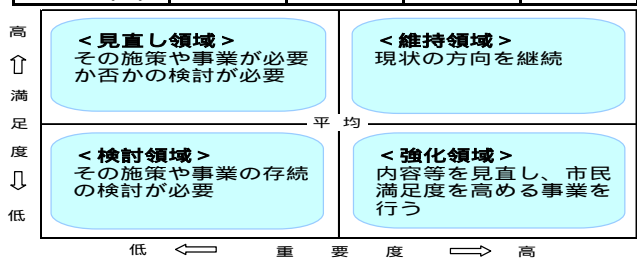 高
⇧
満
足
度
⇩
低
<見直し領域>
その施策や事業が必要
か否かの検討が必要
<維持領域>
現状の方向を継続
平 均
<検討領域>
その施策や事業の存続
の検討が必要
<強化領域>
内容等を見直し、市民
満足度を高める事業を
行う
低 ⇦ 重 要 度 ⇨ 高